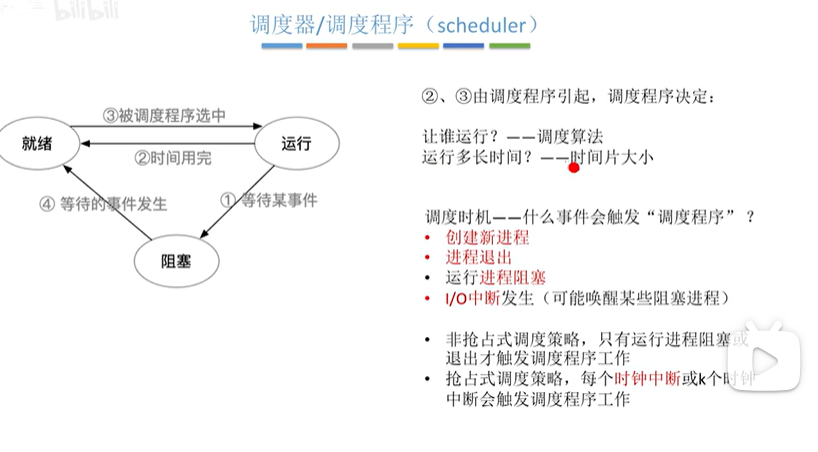 bilibili
调度器/调度程序（scheduler）
③被调度程序选中
就绪
运行
②时间用完
④ 等待的事件发生
① 等待某事件
阻塞
②、③由调度程序引起，调度程序决定：
让谁运行？——调度算法
运行多长时间？——时间片大小
调度时机——什么事件会触发“调度程序”？
• 创建新进程
• 进程退出
• 运行进程阻塞
• I/O中断发生（可能唤醒某些阻塞进程）
• 非抢占式调度策略，只有运行进程阻塞或
退出才触发调度程序工作
• 抢占式调度策略，每个时钟中断或k个时钟
中断会触发调度程序工作